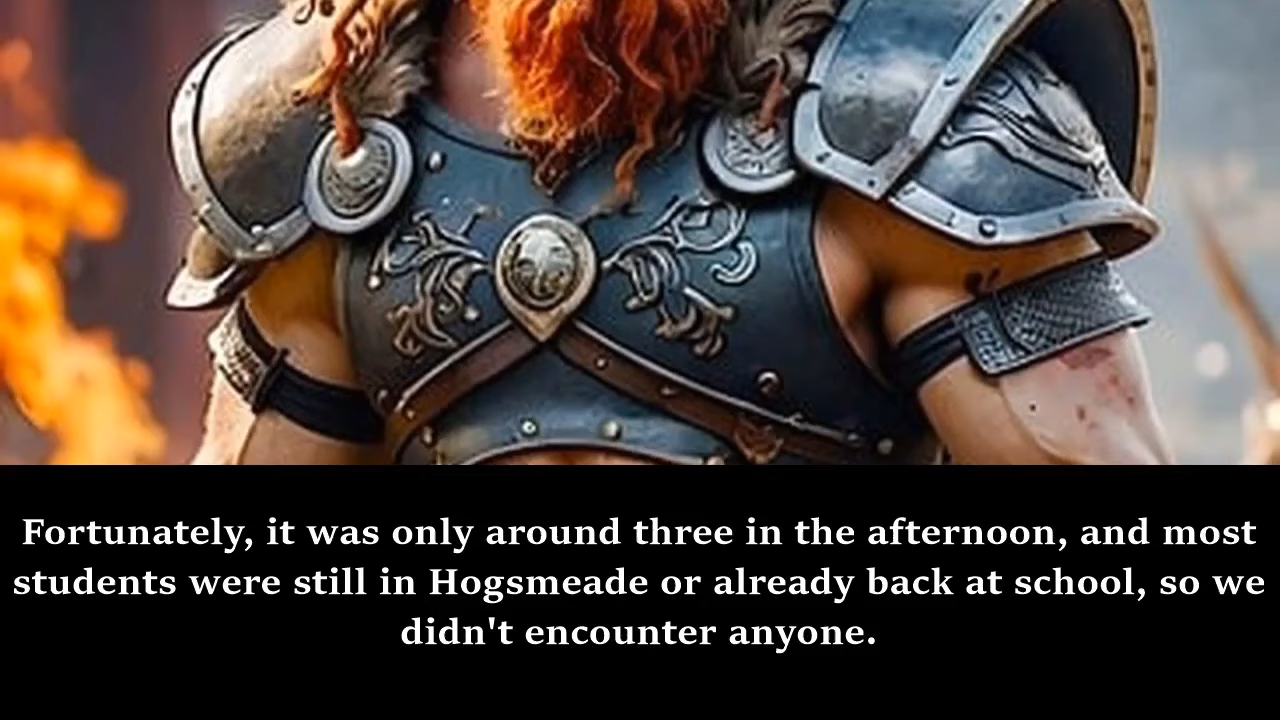 Fortunately, it was only around three in the afternoon, and most
students were still in Hogsmeade or already back at school, so we
didn't encounter anyone.